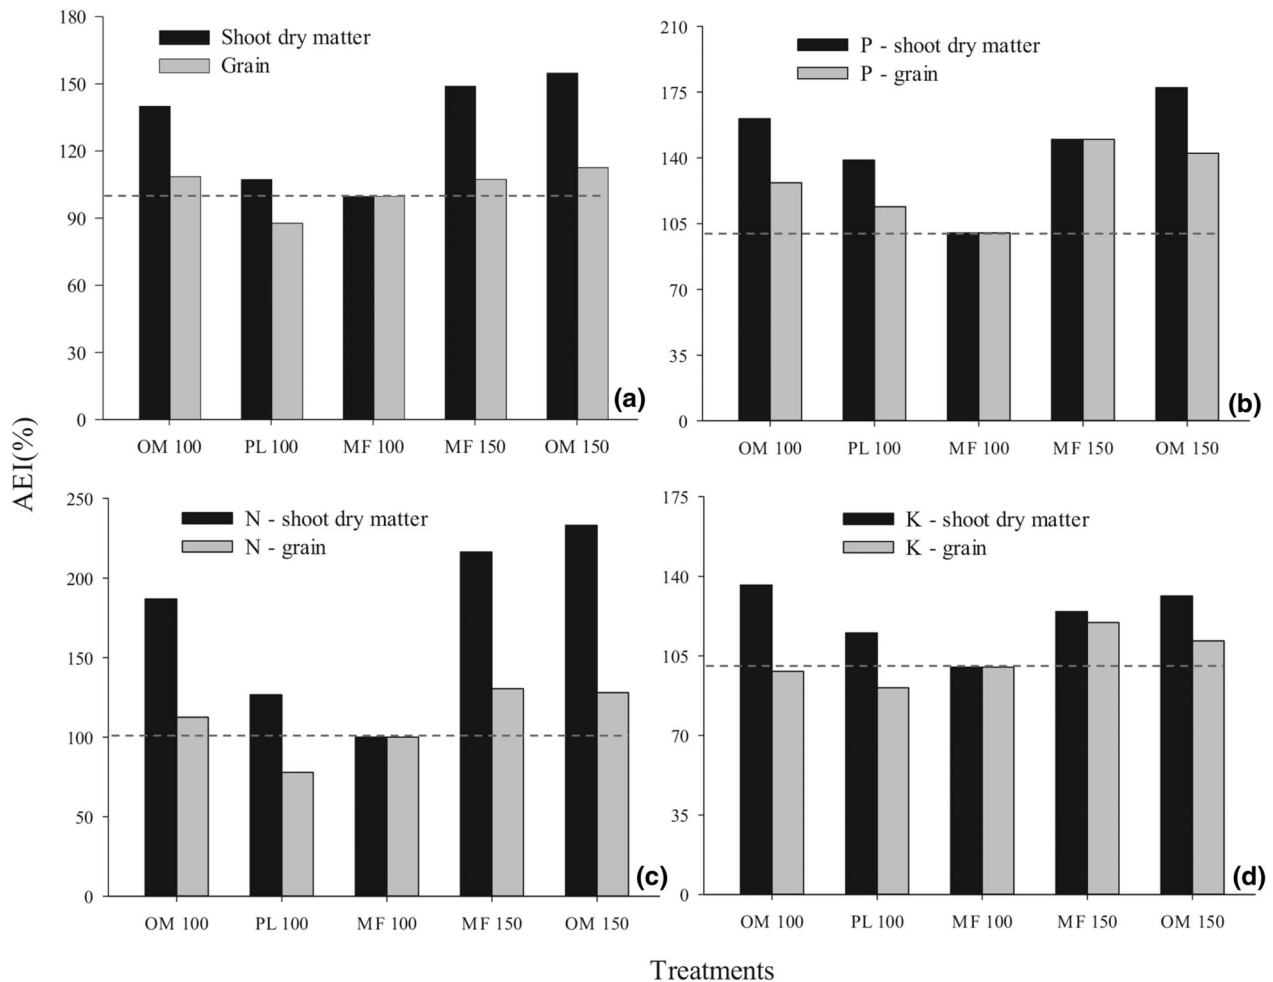 AEI(%)
180
150
120
90
60
30
0
Shoot dry matter
Grain
(a)
OM 100 PL 100 MF 100 MF 150 OM 150
210
175
140
105
70
35
0
P - shoot dry matter
P - grain
(b)
OM 100 PL 100 MF 100 MF 150 OM 150
250
200
150
100
50
0
N - shoot dry matter
N - grain
(c)
OM 100 PL 100 MF 100 MF 150 OM 150
175
140
105
70
35
0
K - shoot dry matter
K - grain
(d)
OM 100 PL 100 MF 100 MF 150 OM 150
Treatments